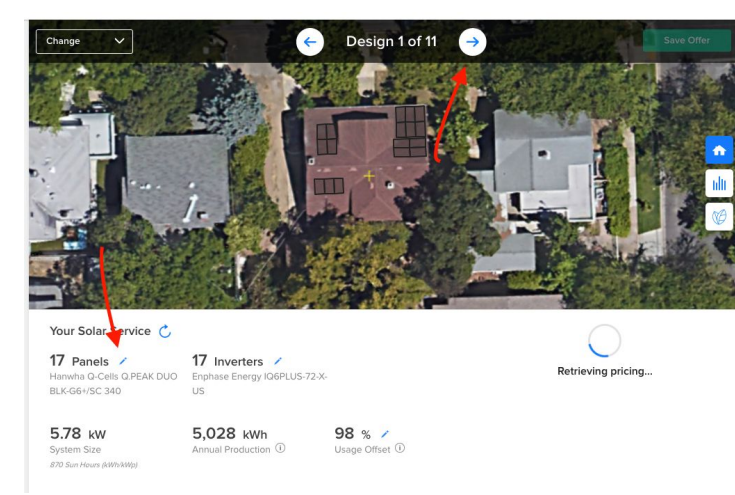 Change
Design 1 of 11
Save Offer
Your Solar Service
17 Panels
Hanwha Q-Cells Q.PEAK DUO
BLK-G6+/SC 340
17 Inverters
Enphase Energy IQ6PLUS-72-X-
US
Retrieving pricing...
5.78 kW
System Size
870 Sun Hours (kWh/kWp)
5,028 kWh
Annual Production
98 %
Usage Offset